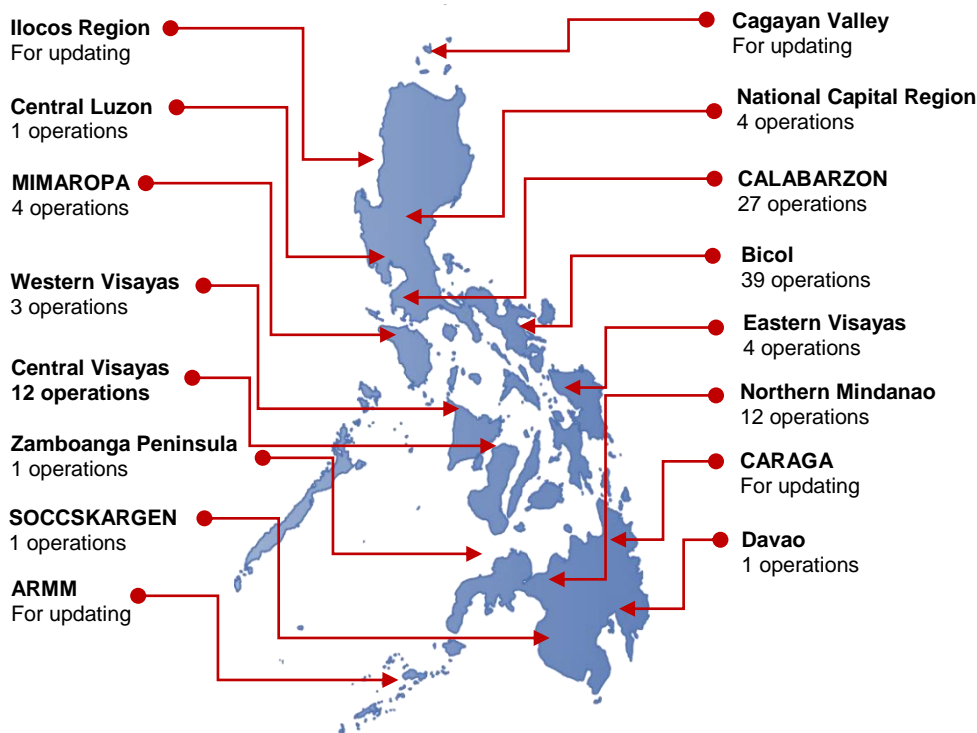 Ilocos Region
For updating
Central Luzon
1 operations
MIMAROPA
4 operations
Western Visayas
3 operations
Central Visayas
12 operations
Zamboanga Peninsula
1 operations
SOCCSKARGEN
1 operations
ARMM
For updating
Cagayan Valley
For updating
National Capital Region
4 operations
CALABARZON
27 operations
Bicol
39 operations
Eastern Visayas
4 operations
Northern Mindanao
12 operations
CARAGA
For updating
Davao
1 operations